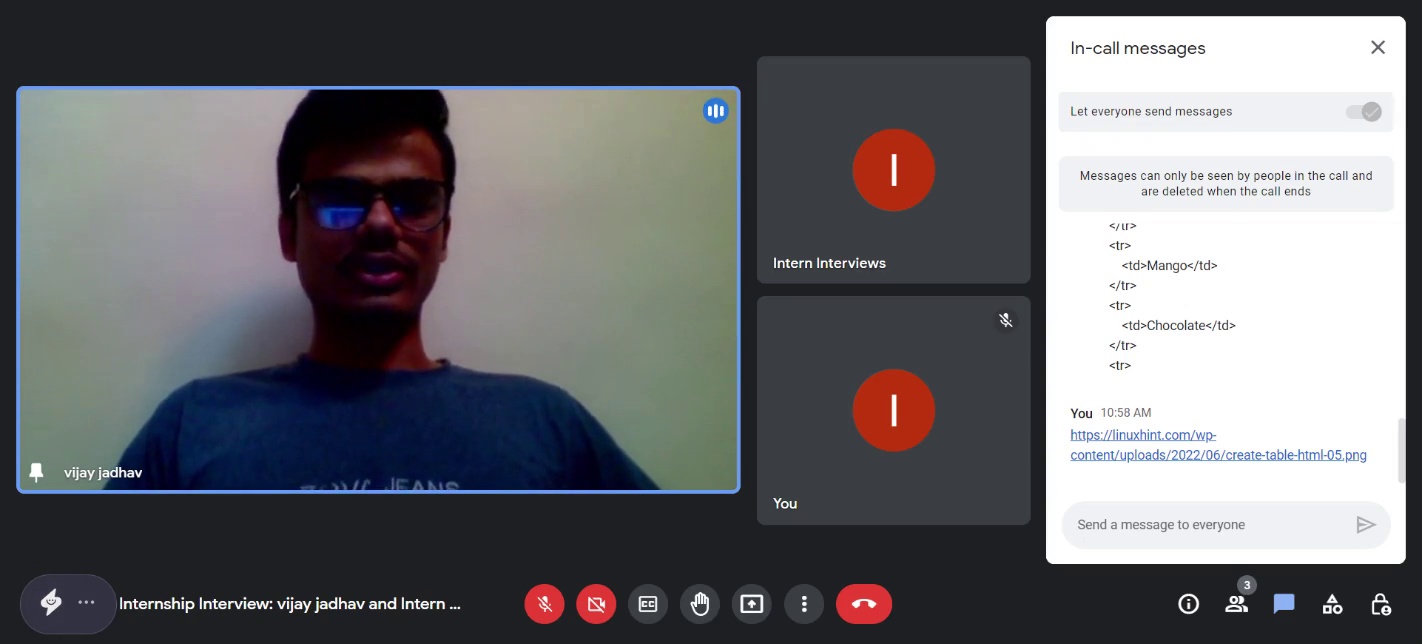 In-call messages
Let everyone send messages
Messages can only be seen by people in the call and
are deleted when the call ends
</tr>
<tr>
<td>Mango</td>
</tr>
<tr>
<td>Chocolate</td>
</tr>
<tr>
You 10:58 AM
https://linuxhint.com/wp-
content/uploads/2022/06/create-table-html-05.png
Send a message to everyone
I
Intern Interviews
I
You
vijay jadhav
JEANS
Internship Interview: vijay jadhav and Intern ...
CC
3